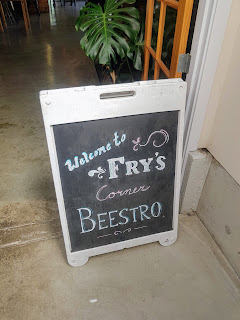 Welcome to
FRY'S
Corner
BEESTRO.